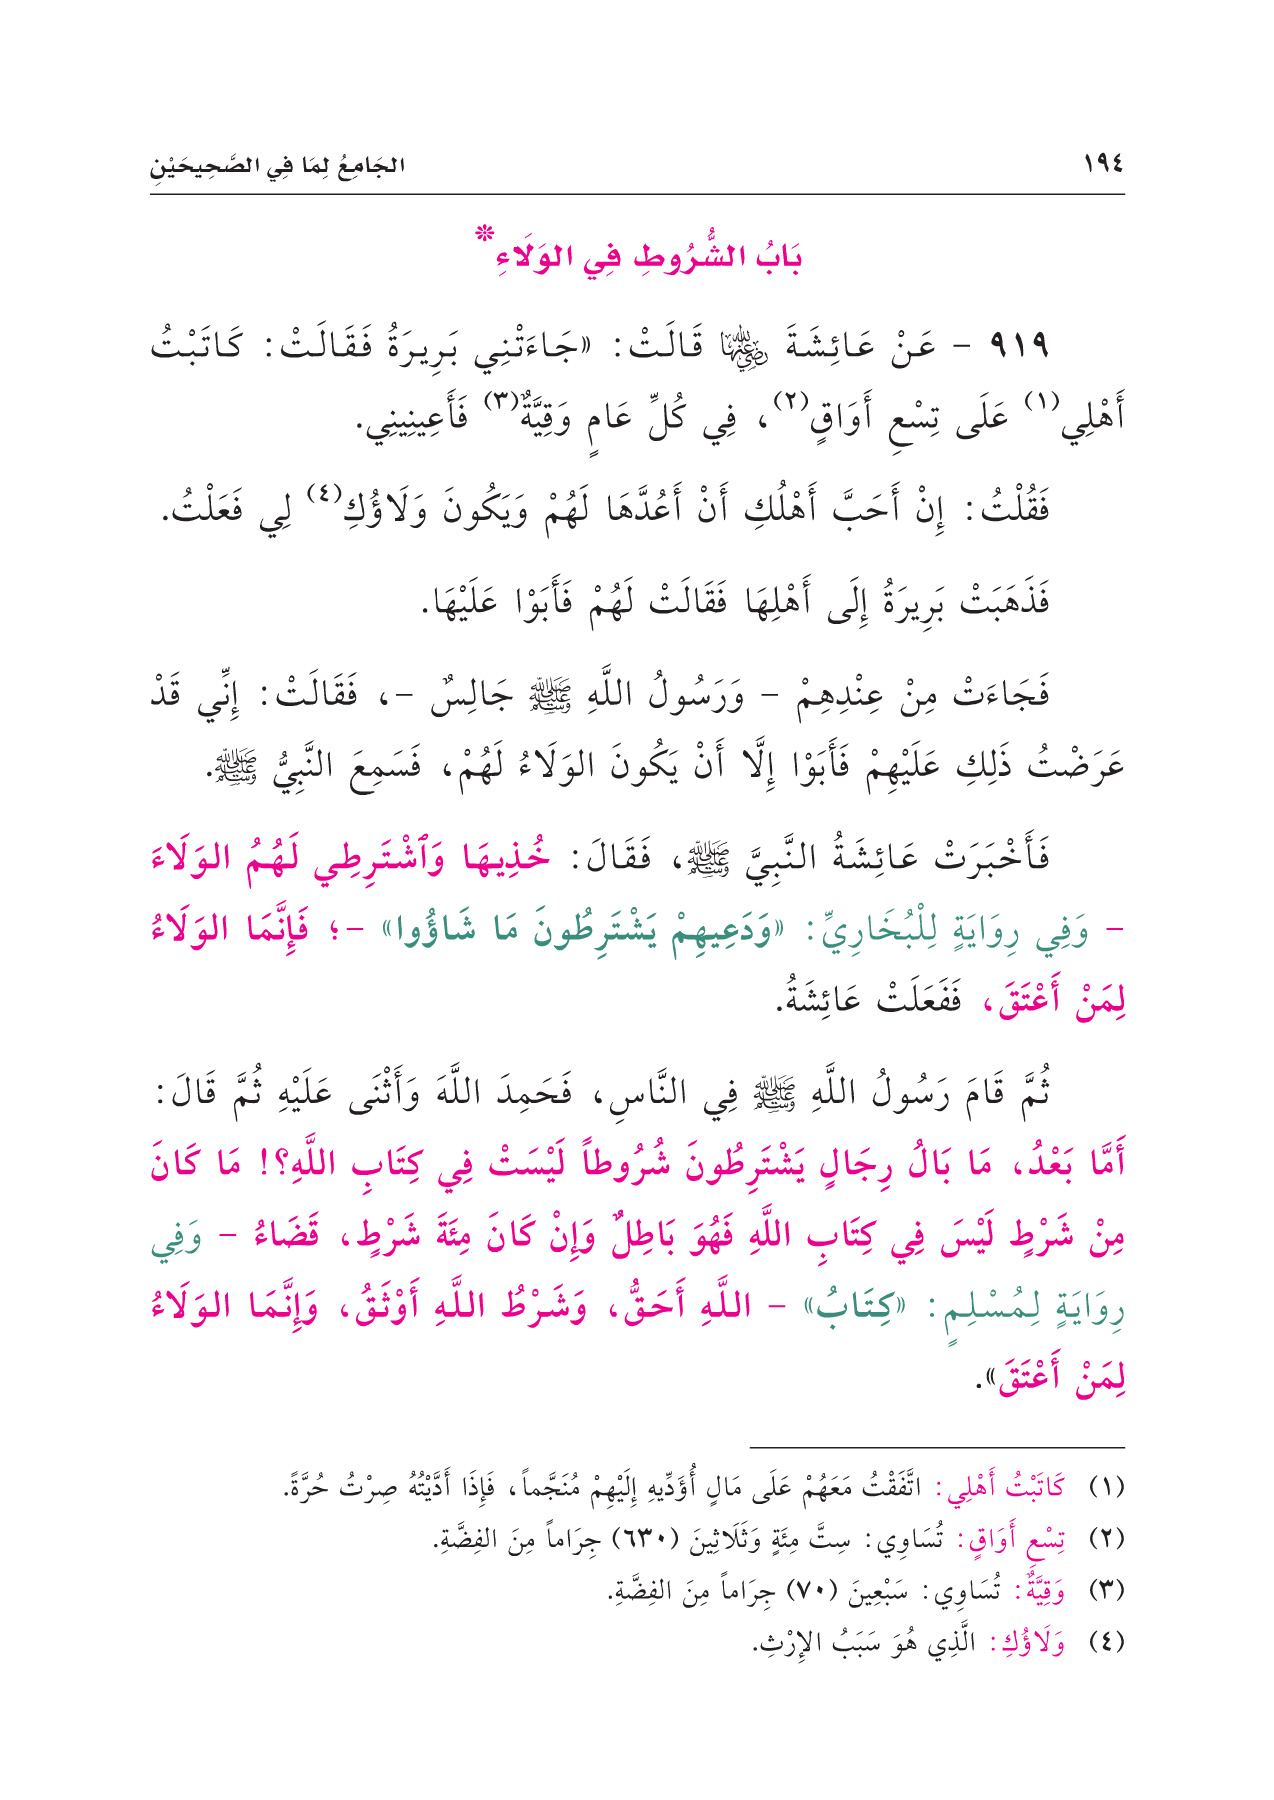 ١٩٤ الجَامِعُ لِمَا فِي الصَّحِيحَيْنِ
بَابُ الشُّرُوطِ فِي الوَلَاءِ*
٩١٩ - عَنْ عَائِشَةَ رضي الله عنها قَالَتْ: «جَاءَتْنِي بَرِيرَةُ فَقَالَتْ: كَاتَبْتُ
أَهْلِي(١) عَلَى تِسْعِ أَوَاقٍ(٢)، فِي كُلِّ عَامٍ وَقِيَّةٌ(٣) فَأَعِينِينِي.
فَقُلْتُ: إِنْ أَحَبَّ أَهْلُكِ أَنْ أَعُدَّهَا لَهُمْ وَيَكُونَ وَلَاؤُكِ(٤) لِي فَعَلْتُ.
فَذَهَبَتْ بَرِيرَةُ إِلَى أَهْلِهَا فَقَالَتْ لَهُمْ فَأَبَوْا عَلَيْهَا.
فَجَاءَتْ مِنْ عِنْدِهِمْ - وَرَسُولُ اللَّهِ ﷺ جَالِسٌ -، فَقَالَتْ: إِنِّي قَدْ
عَرَضْتُ ذَلِكِ عَلَيْهِمْ فَأَبَوْا إِلَّا أَنْ يَكُونَ الوَلَاءُ لَهُمْ، فَسَمِعَ النَّبِيُّ ﷺ.
فَأَخْبَرَتْ عَائِشَةُ النَّبِيَّ ﷺ، فَقَالَ: خُذِيهَا وَٱشْتَرِطِي لَهُمُ الوَلَاءَ
- وَفِي رِوَايَةٍ لِلْبُخَارِيِّ: «وَدَعِيهِمْ يَشْتَرِطُونَ مَا شَاؤُوا» -؛ فَإِنَّمَا الوَلَاءُ
لِمَنْ أَعْتَقَ، فَفَعَلَتْ عَائِشَةُ.
ثُمَّ قَامَ رَسُولُ اللَّهِ ﷺ فِي النَّاسِ، فَحَمِدَ اللَّهَ وَأَثْنَى عَلَيْهِ ثُمَّ قَالَ:
أَمَّا بَعْدُ، مَا بَالُ رِجَالٍ يَشْتَرِطُونَ شُرُوطاً لَيْسَتْ فِي كِتَابِ اللَّهِ؟! مَا كَانَ
مِنْ شَرْطٍ لَيْسَ فِي كِتَابِ اللَّهِ فَهُوَ بَاطِلٌ وَإِنْ كَانَ مِئَةَ شَرْطٍ، قَضَاءُ - وَفِي
رِوَايَةٍ لِمُسْلِمٍ: «كِتَابُ» - اللَّهِ أَحَقُّ، وَشَرْطُ اللَّهِ أَوْثَقُ، وَإِنَّمَا الوَلَاءُ
لِمَنْ أَعْتَقَ».
(١) كَاتَبْتُ أَهْلِي: اتَّفَقْتُ مَعَهُمْ عَلَى مَالٍ أُؤَدِّيهِ إِلَيْهِمْ مُنَجَّماً، فَإِذَا أَدَّيْتُهُ صِرْتُ حُرَّةً.
(٢) تِسْعِ أَوَاقٍ: تُسَاوِي: سِتَّ مِئَةٍ وَثَلَاثِينَ (٦٣٠) جِرَاماً مِنَ الفِضَّةِ.
(٣) وَقِيَّةٌ: تُسَاوِي: سَبْعِينَ (٧٠) جِرَاماً مِنَ الفِضَّةِ.
(٤) وَلَاؤُكِ: الَّذِي هُوَ سَبَبُ الإِرْثِ.